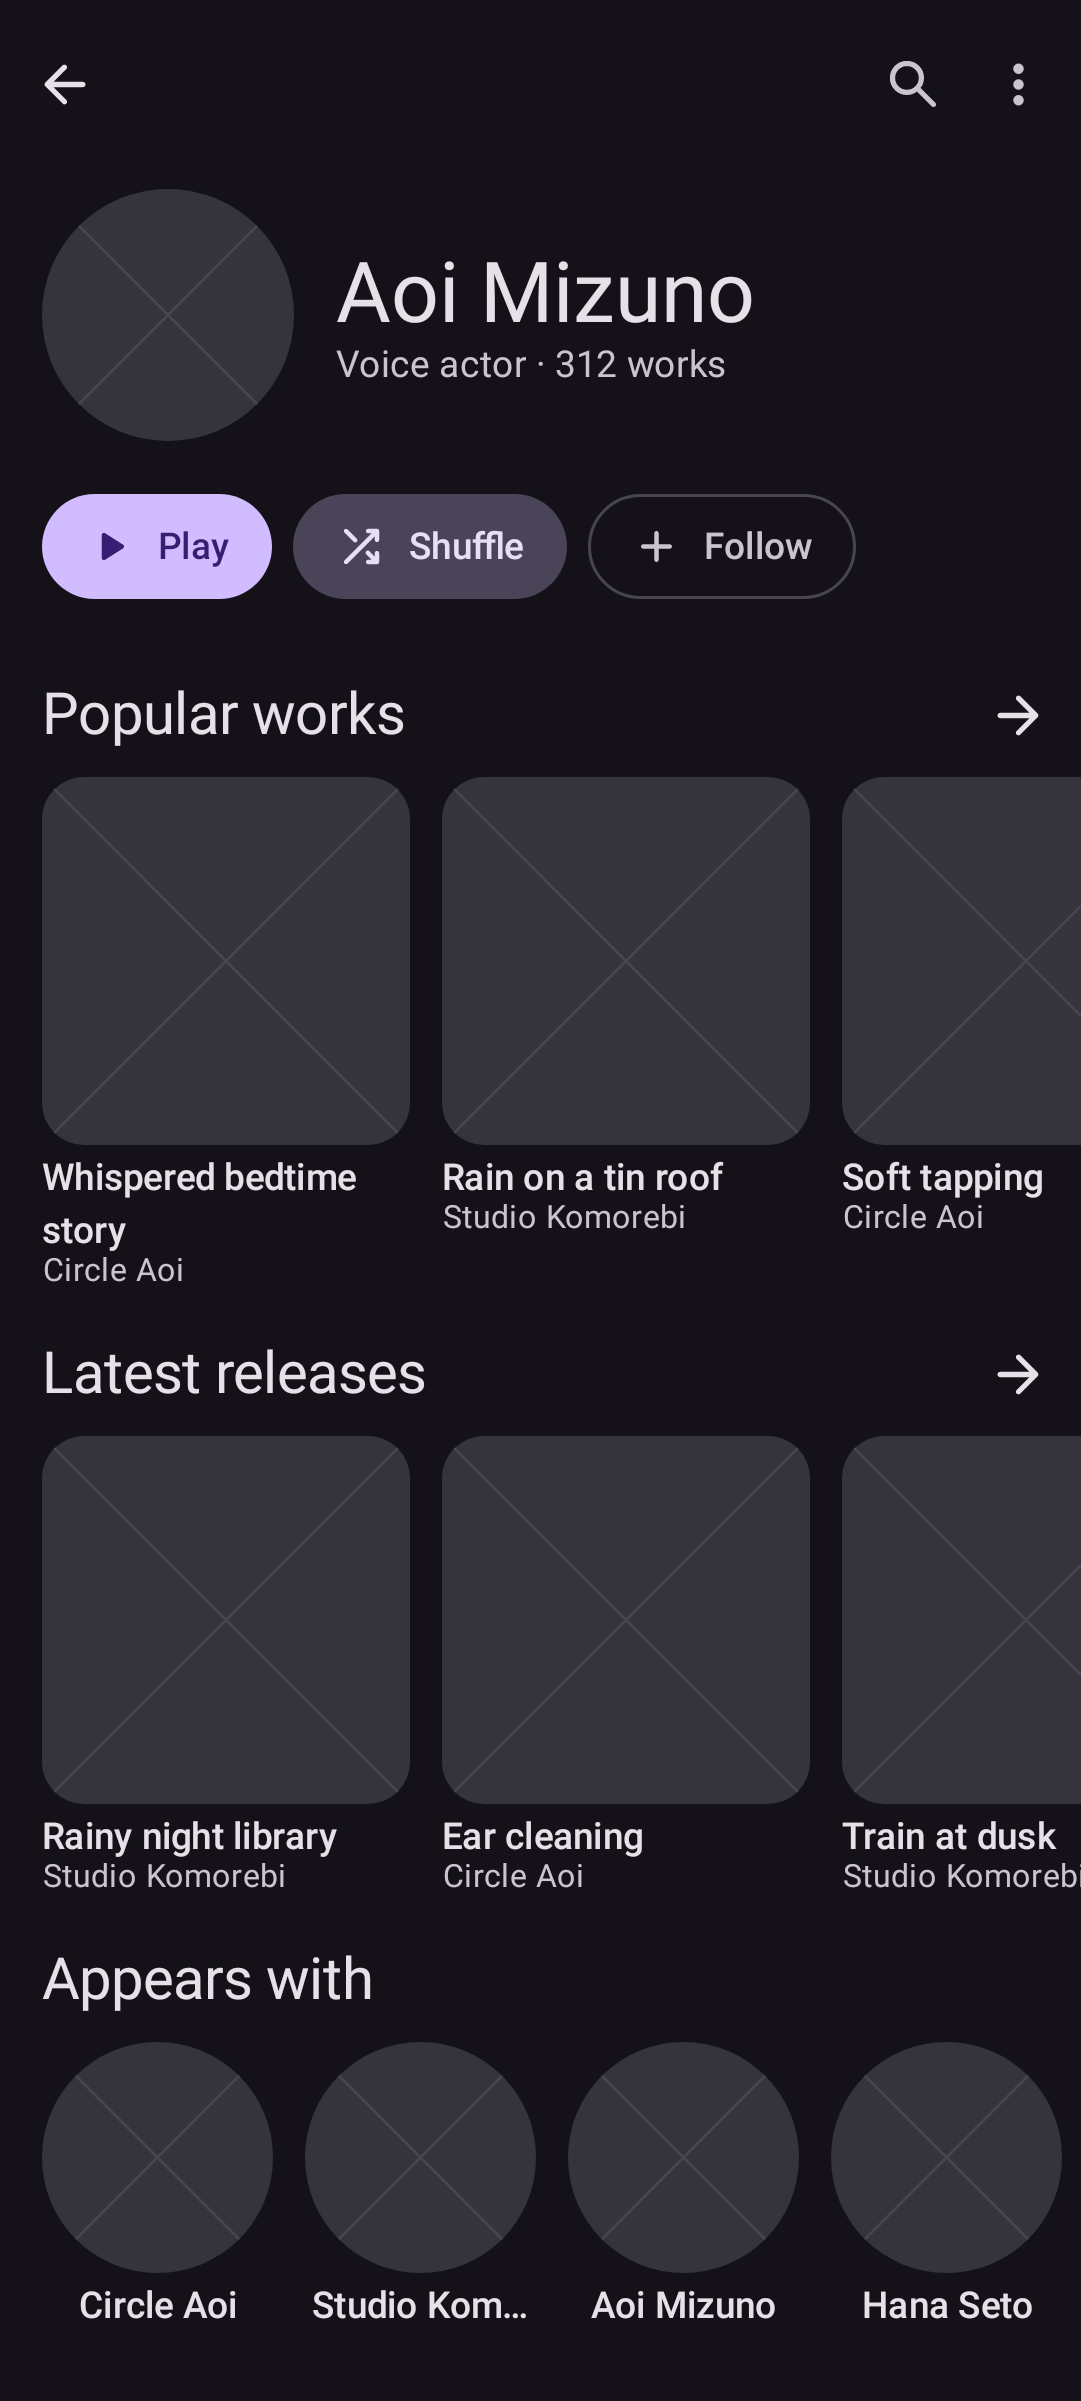 Aoi Mizuno
Voice actor · 312 works
Play
Shuffle
Follow
Popular works
Whispered bedtime
story
Circle Aoi
Rain on a tin roof
Studio Komorebi
Soft tapping
Circle Aoi
Latest releases
Rainy night library
Studio Komorebi
Ear cleaning
Circle Aoi
Train at dusk
Studio Komorebi
Appears with
Circle Aoi
Studio Kom...
Aoi Mizuno
Hana Seto